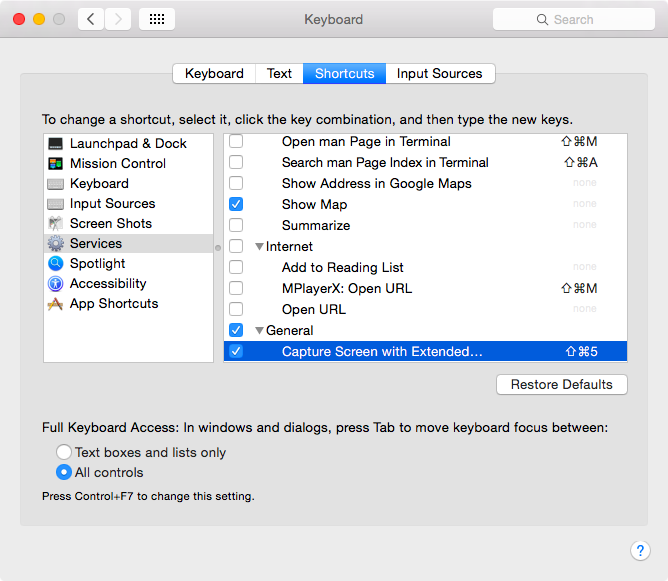 Keyboard
Search
Keyboard Text Shortcuts Input Sources
To change a shortcut, select it, click the key combination, and then type the new keys.
Launchpad & Dock
Mission Control
Keyboard
Input Sources
Screen Shots
Services
Spotlight
Accessibility
App Shortcuts
Open man Page in Terminal ⇧⌘M
Search man Page Index in Terminal ⇧⌘A
Show Address in Google Maps none
Show Map none
Summarize none
Internet
Add to Reading List none
MPlayerX: Open URL ⇧⌘M
Open URL none
General
Capture Screen with Extended… ⇧⌘5
Restore Defaults
Full Keyboard Access: In windows and dialogs, press Tab to move keyboard focus between:
Text boxes and lists only
All controls
Press Control+F7 to change this setting.
?